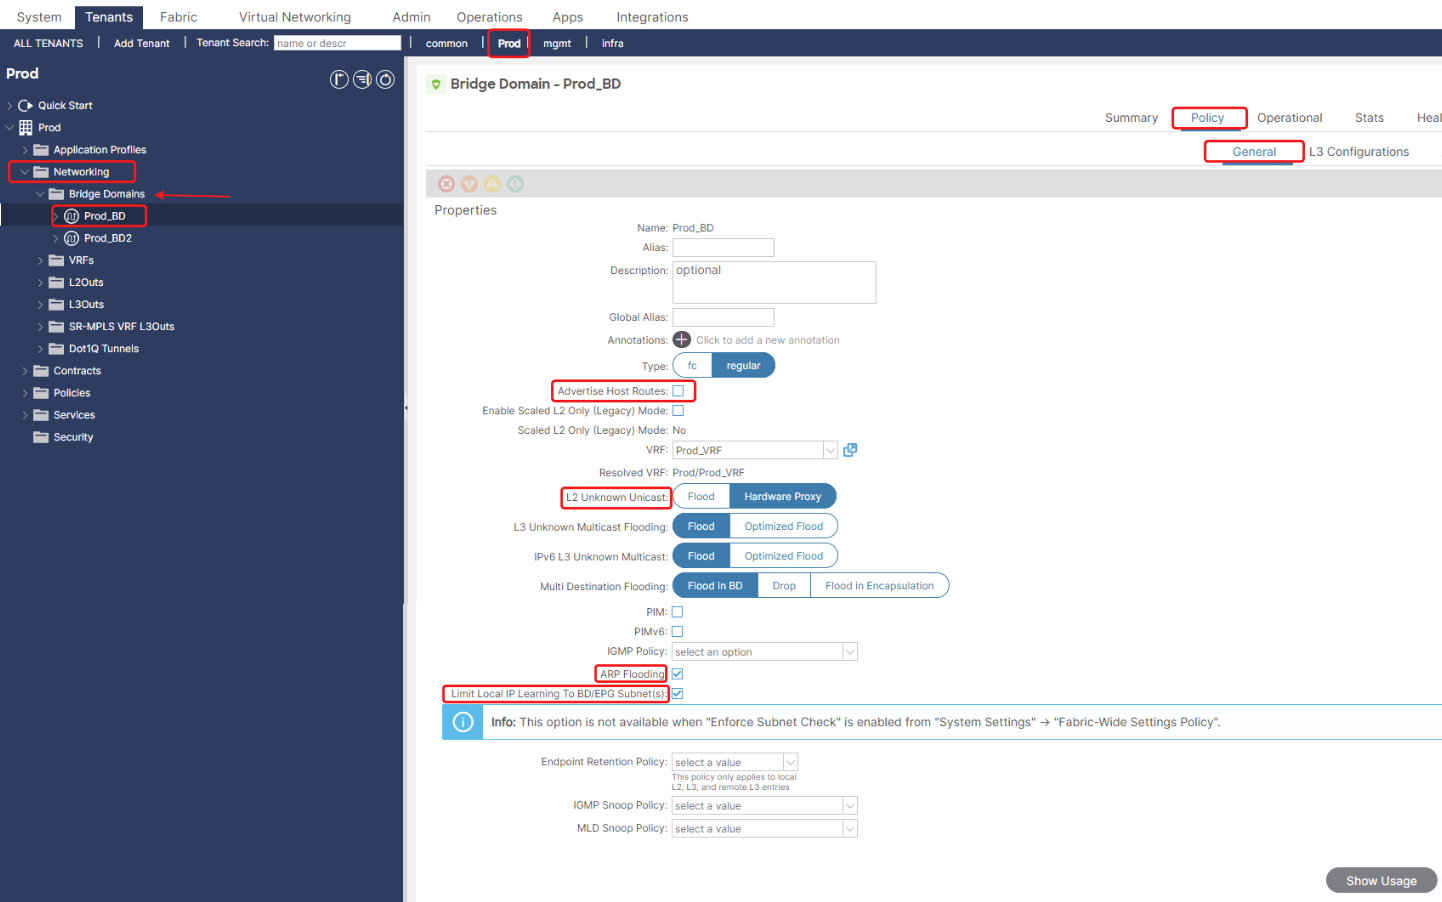 System Tenants Fabric Virtual Networking Admin Operations Apps Integrations
ALL TENANTS | Add Tenant | Tenant Search: name or descr | common | Prod | mgmt | infra
Prod
Quick Start
Prod
Application Profiles
Networking
Bridge Domains
Prod_BD
Prod_BD2
VRFs
L2Outs
L3Outs
SR-MPLS VRF L3Outs
Dot1Q Tunnels
Contracts
Policies
Services
Security
Bridge Domain - Prod_BD
Summary Policy Operational Stats Heal
General L3 Configurations
Properties
Name: Prod_BD
Alias:
Description: optional
Global Alias:
Annotations: Click to add a new annotation
Type: fc regular
Advertise Host Routes:
Enable Scaled L2 Only (Legacy) Mode:
Scaled L2 Only (Legacy) Mode: No
VRF: Prod_VRF
Resolved VRF: Prod/Prod_VRF
L2 Unknown Unicast: Flood Hardware Proxy
L3 Unknown Multicast Flooding: Flood Optimized Flood
IPv6 L3 Unknown Multicast: Flood Optimized Flood
Multi Destination Flooding: Flood in BD Drop Flood in Encapsulation
PIM:
PIMv6:
IGMP Policy: select an option
ARP Flooding
Limit Local IP Learning To BD/EPG Subnet(s):
Info: This option is not available when "Enforce Subnet Check" is enabled from "System Settings" → "Fabric-Wide Settings Policy".
Endpoint Retention Policy: select a value
This policy only applies to local
L2, L3, and remote L3 entries
IGMP Snoop Policy: select a value
MLD Snoop Policy: select a value
Show Usage